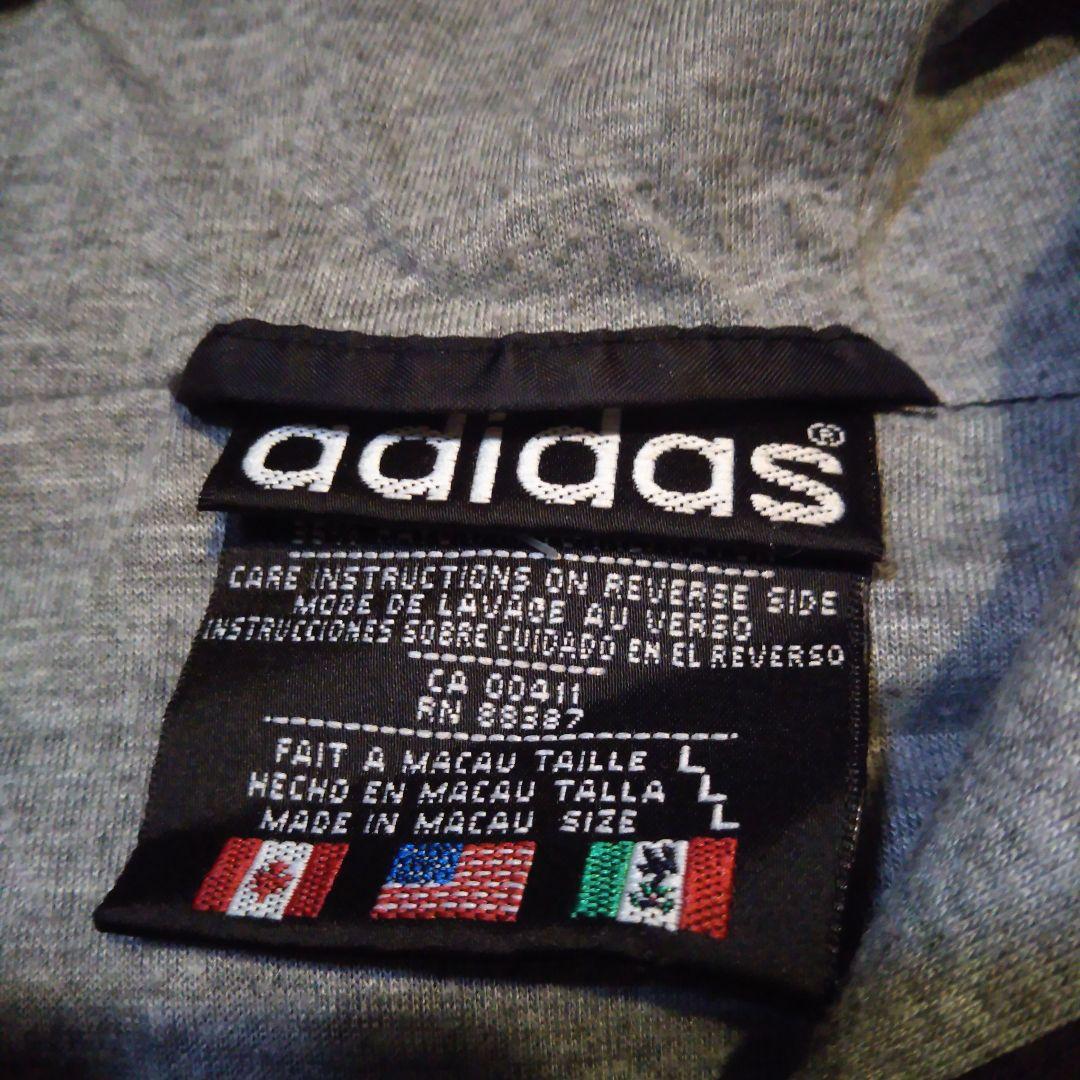 adidas®
CARE INSTRUCTIONS ON REVERSE SIDE
MODE DE LAVAGE AU VERSO
INSTRUCCIONES SOBRE CUIDADO EN EL REVERSO
CA 00411
RN 88387
FAIT A MACAU TAILLE L
HECHO EN MACAU TALLA L
MADE IN MACAU SIZE L